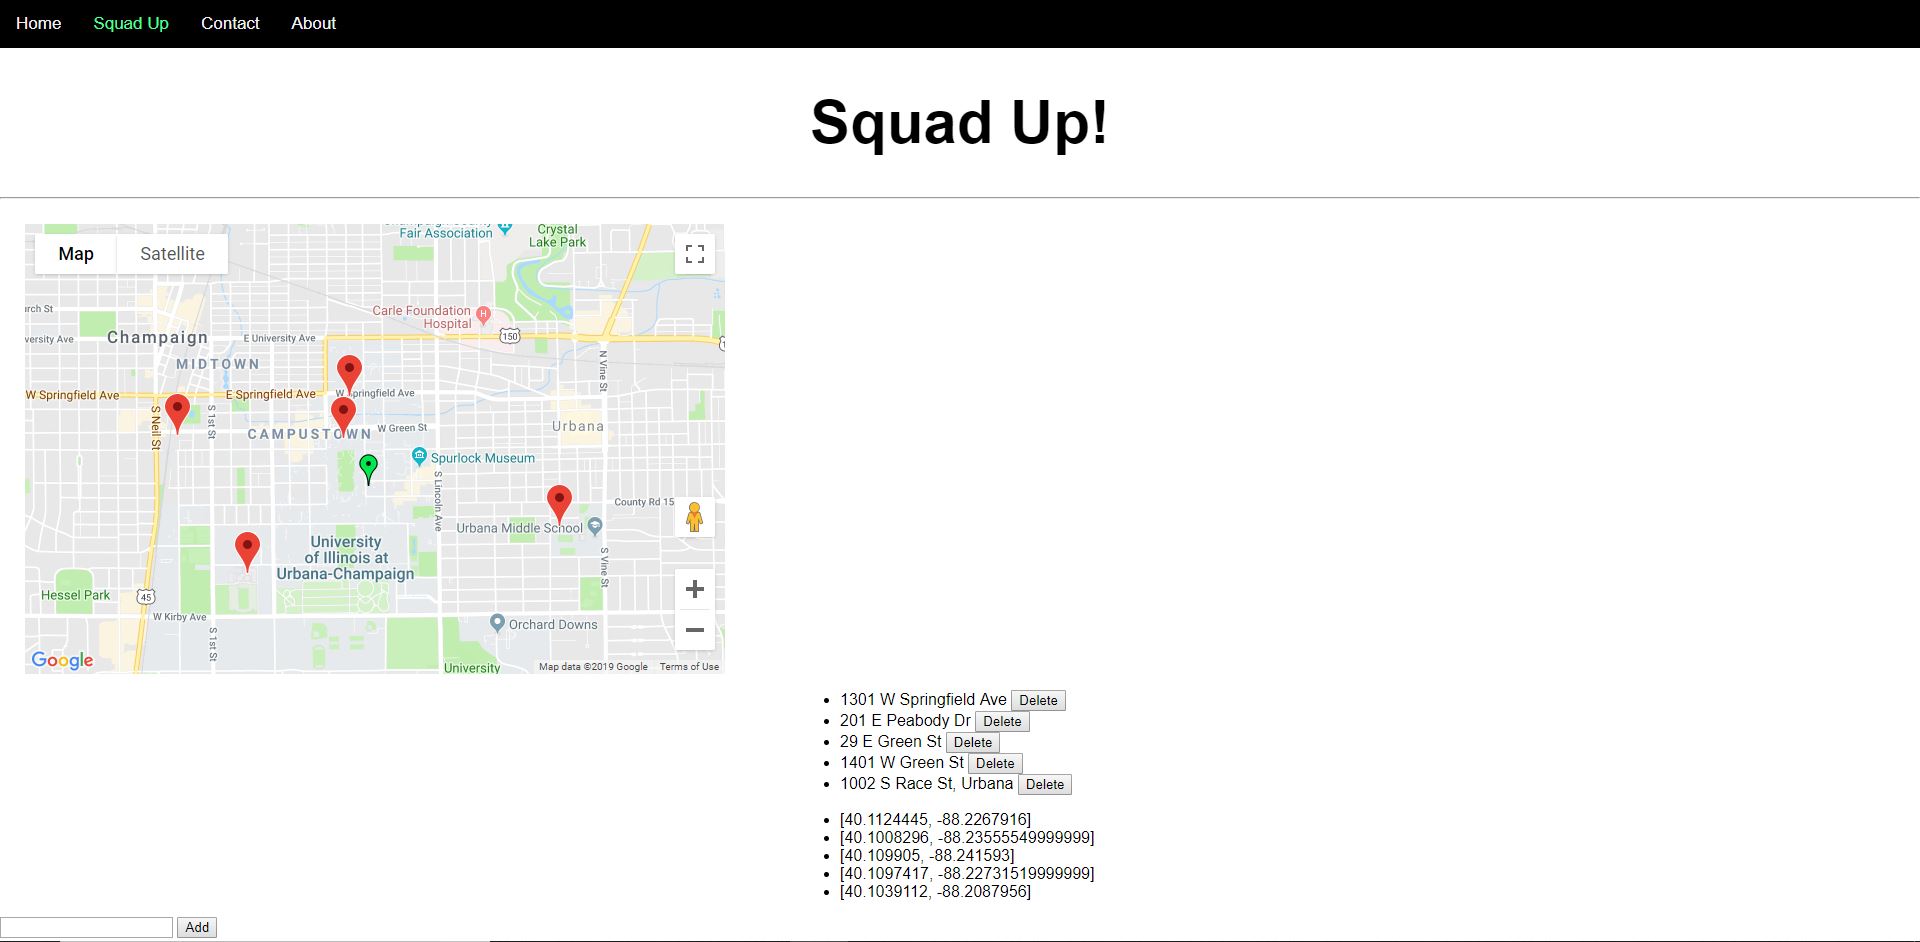 Home Squad Up Contact About
Squad Up!
Map Satellite
Fair Association
Crystal
Lake Park
Carle Foundation
Hospital
H
150
Champaign
E University Ave
MIDTOWN
N Vine St
W Springfield Ave
E Springfield Ave
W Springfield Ave
S Neil St
S 1st St
CAMPUSTOWN
W Green St
Urbana
Spurlock Museum
S Lincoln Ave
County Rd 15
Urbana Middle School
University
of Illinois at
Urbana-Champaign
S Vine St
Hessel Park
45
W Kirby Ave
S 1st St
Orchard Downs
University
Google
Map data ©2019 Google Terms of Use
1301 W Springfield Ave Delete
201 E Peabody Dr Delete
29 E Green St Delete
1401 W Green St Delete
1002 S Race St, Urbana Delete
[40.1124445, -88.2267916]
[40.1008296, -88.23555549999999]
[40.109905, -88.241593]
[40.1097417, -88.22731519999999]
[40.1039112, -88.2087956]
Add